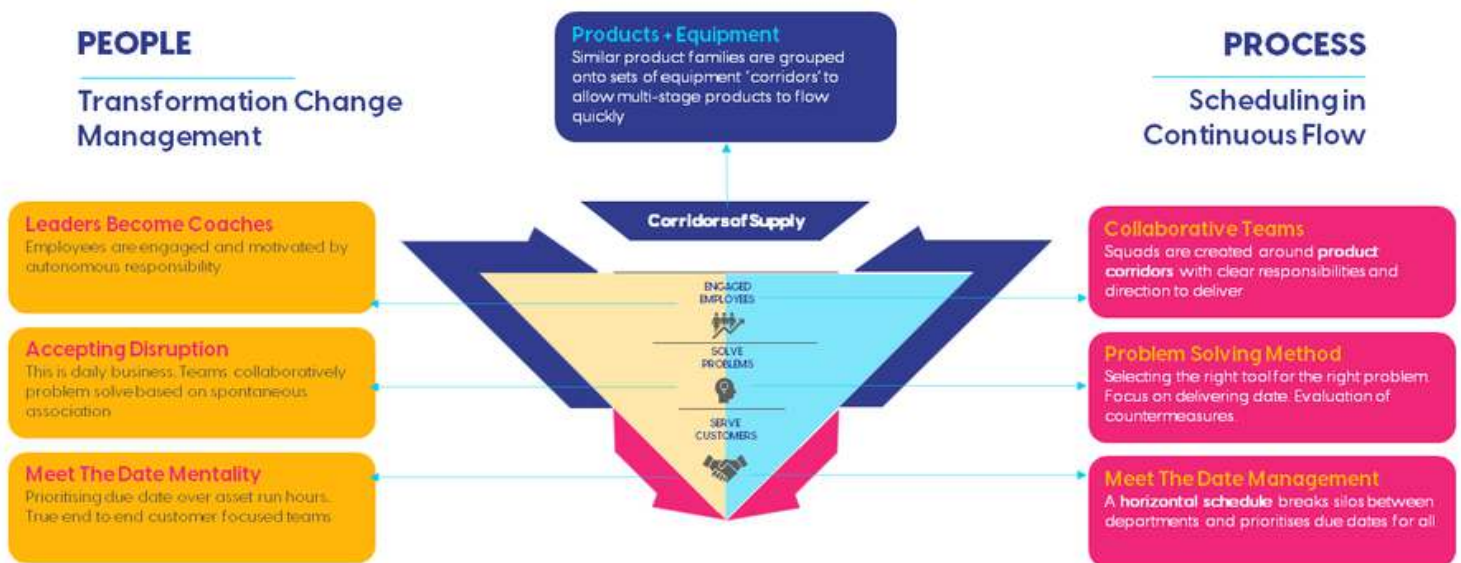 PEOPLE
Transformation Change
Management
Products + Equipment
Similar product families are grouped
onto sets of equipment 'corridors' to
allow multi-stage products to flow
quickly
PROCESS
Scheduling in
Continuous Flow
Leaders Become Coaches
Employees are engaged and motivated by
autonomous responsibility
Accepting Disruption
This is daily business. Teams collaboratively
problem solve based on spontaneous
association
Meet The Date Mentality
Prioritising due date over asset run hours.
True end to end customer focused teams
Corridors of Supply
ENGAGED
EMPLOYEES
SOLVE
PROBLEMS
SERVE
CUSTOMERS
Collaborative Teams
Squads are created around product
corridors with clear responsibilities and
direction to deliver
Problem Solving Method
Selecting the right tool for the right problem
Focus on delivering date. Evaluation of
countermeasures.
Meet The Date Management
A horizontal schedule breaks silos between
departments and prioritises due dates for all